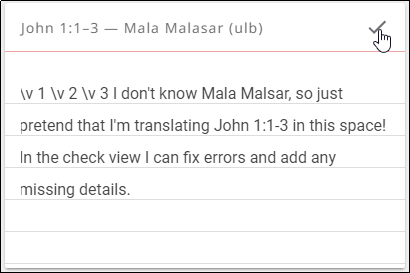 John 1:1–3 — Mala Malasar (ulb)
\v 1 \v 2 \v 3 I don't know Mala Malsar, so just
pretend that I'm translating John 1:1-3 in this space!
In the check view I can fix errors and add any
missing details.